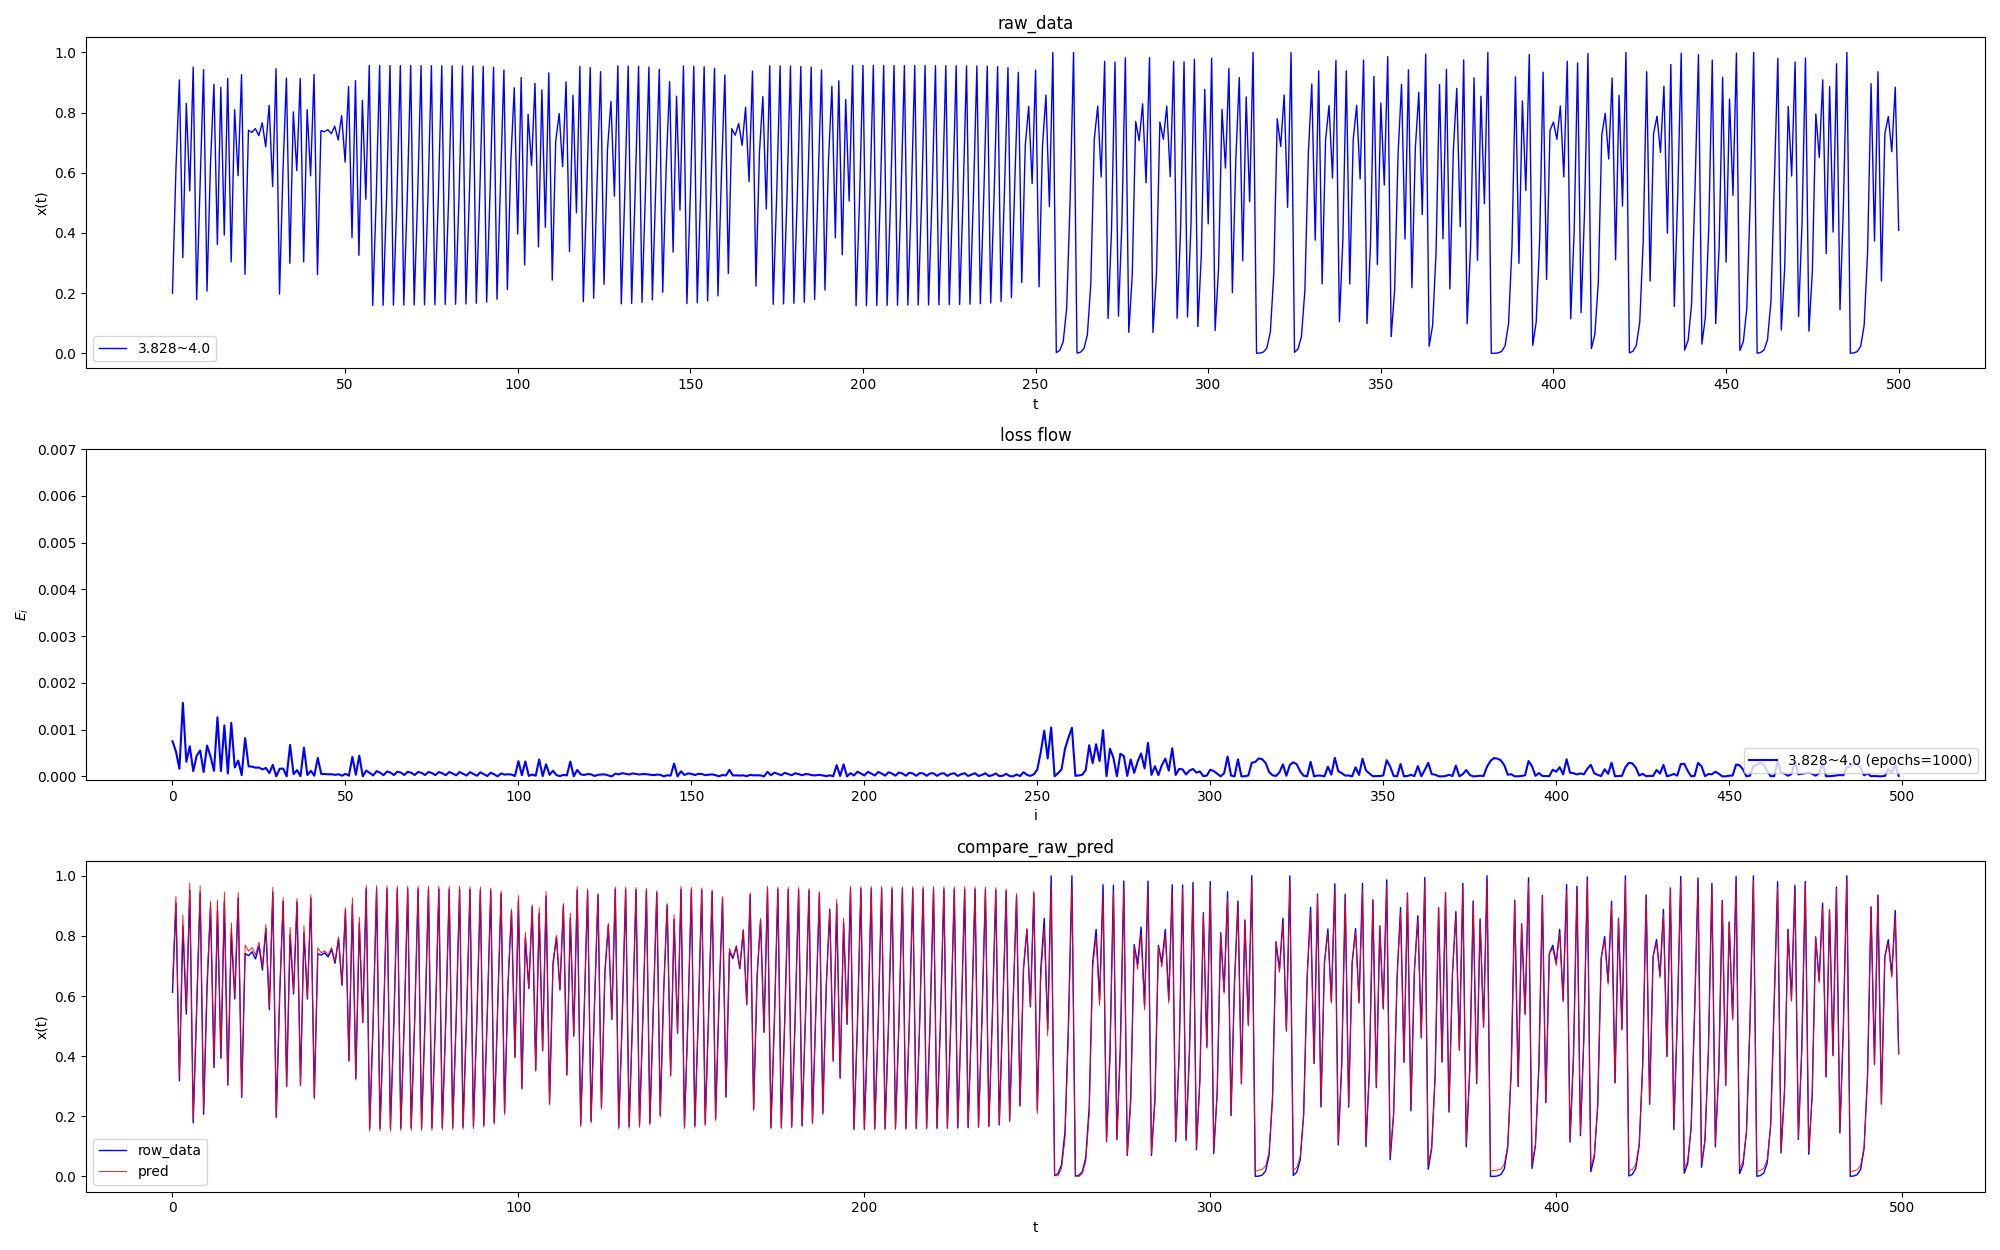 raw_data
1.0
0.8
0.6
0.4
0.2
0.0
x(t)
3.828~4.0
50 100 150 200 250 300 350 400 450 500
t
loss flow
0.007
0.006
0.005
0.004
0.003
0.002
0.001
0.000
E_i
3.828~4.0 (epochs=1000)
0 50 100 150 200 250 300 350 400 450 500
i
compare_raw_pred
1.0
0.8
0.6
0.4
0.2
0.0
x(t)
row_data
pred
0 100 200 300 400 500
t